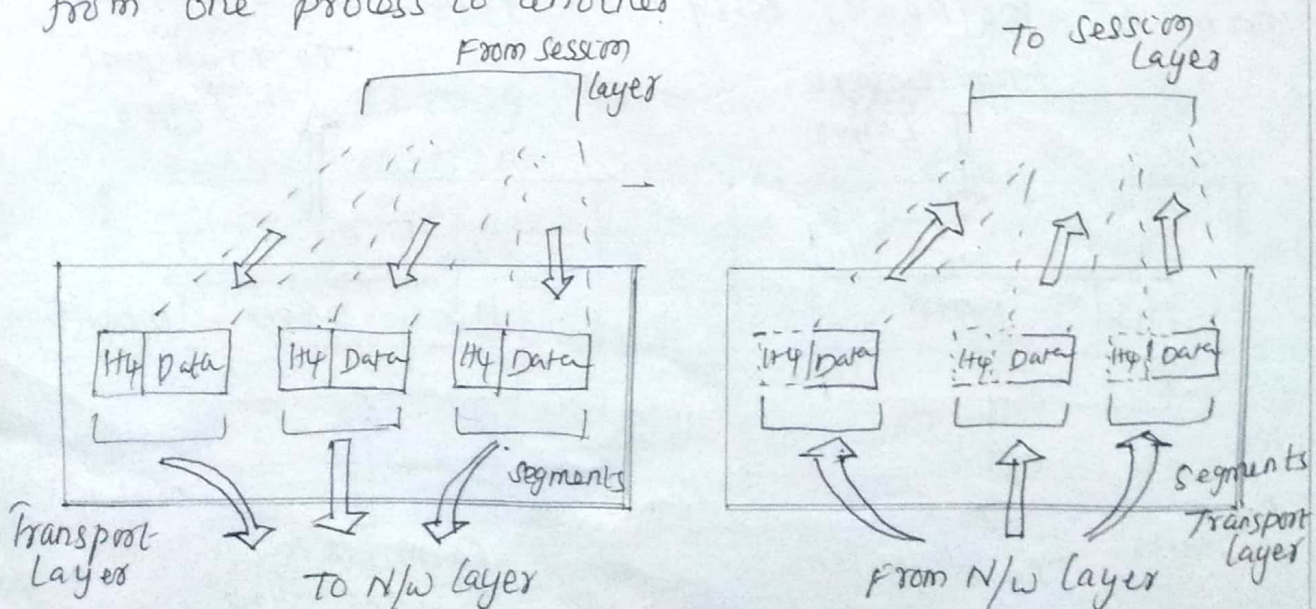 from one process to another
From session
layer
To session
layer
H4 Data H4 Data H4 Data
H4 Data H4 Data H4 Data
segments
segments
Transport
Layer
To N/w layer
From N/w layer
Transport
layer